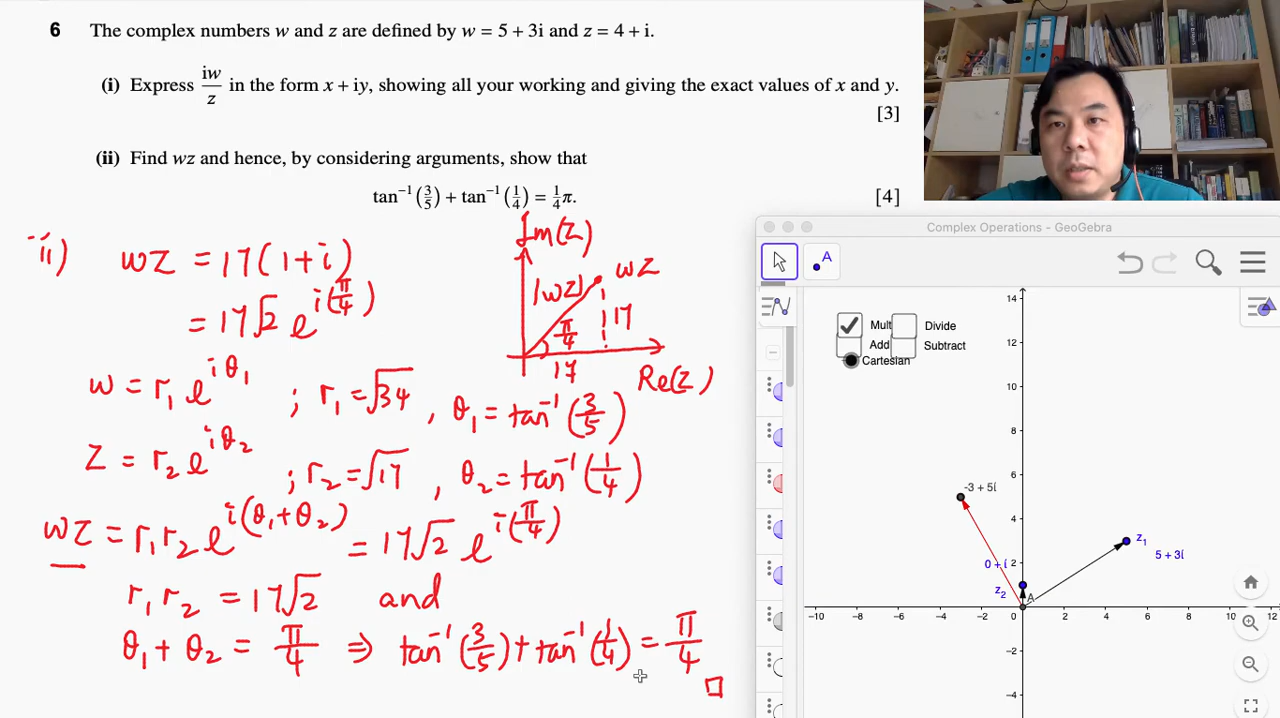 6 The complex numbers w and z are defined by w = 5 + 3i and z = 4 + i.
(i) Express iw/z in the form x + iy, showing all your working and giving the exact values of x and y.
[3]
(ii) Find wz and hence, by considering arguments, show that
tan⁻¹(3/5) + tan⁻¹(1/4) = 1/4 π.
[4]
ii) wz = 17(1+i)
= 17√2 e^{i(π/4)}
Im(z)
wz
|wz|
π/4
17
17
Re(z)
w = r₁ e^{iθ₁} ; r₁ = √34 , θ₁ = tan⁻¹(3/5)
z = r₂ e^{iθ₂} ; r₂ = √17 , θ₂ = tan⁻¹(1/4)
wz = r₁r₂ e^{i(θ₁+θ₂)} = 17√2 e^{i(π/4)}
r₁r₂ = 17√2 and
θ₁ + θ₂ = π/4 ⇒ tan⁻¹(3/5) + tan⁻¹(1/4) = π/4
Complex Operations - GeoGebra
A
Mult Divide
Add Subtract
Cartesian
14
12
10
8
6
4
2
-2
-4
-10 -8 -6 -4 -2 0 2 4 6 8 10 12
-3 + 5i
z₁
5 + 3i
0 + i
z₂
A